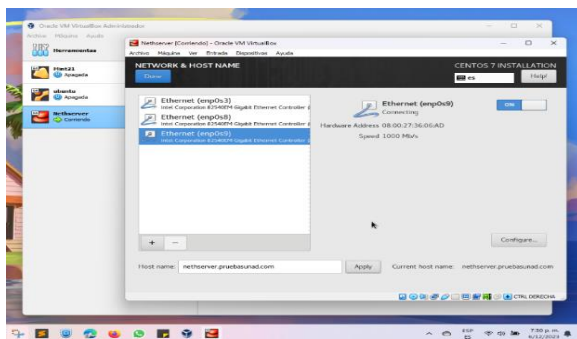 Oracle VM VirtualBox Administrador
Archivo Máquina Ayuda
Herramientas
Mint21
Apagada
ubuntu
Apagada
Nethserver
Corriendo
Nethserver [Corriendo] - Oracle VM VirtualBox
Archivo Máquina Ver Entrada Dispositivos Ayuda
NETWORK & HOST NAME
CENTOS 7 INSTALLATION
Done
es
Help!
Ethernet (enp0s3)
Intel Corporation 82540EM Gigabit Ethernet Controller
Ethernet (enp0s8)
Intel Corporation 82540EM Gigabit Ethernet Controller
Ethernet (enp0s9)
Intel Corporation 82540EM Gigabit Ethernet Controller
Ethernet (enp0s9)
Connecting
ON
Hardware Address 08:00:27:36:06:AD
Speed 1000 Mb/s
+ −
Configure...
Host name: nethserver.pruebasunad.com
Apply
Current host name: nethserver.pruebasunad.com
CTRL DERECHA
ESP
ES
7:30 p. m.
6/12/2023